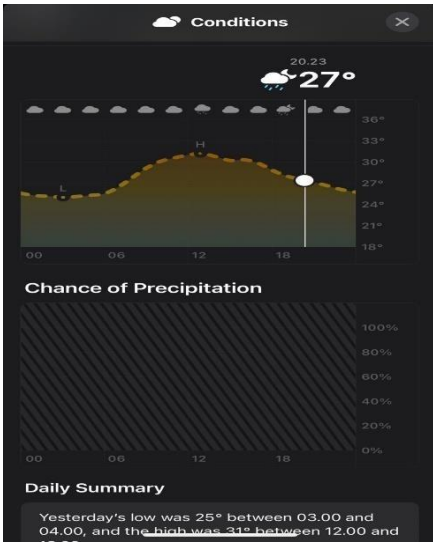 Conditions
20.23
27°
H
L
36°
33°
30°
27°
24°
21°
18°
00 06 12 18
Chance of Precipitation
100%
80%
60%
40%
20%
0%
00 06 12 18
Daily Summary
Yesterday's low was 25° between 03.00 and
04.00, and the high was 31° between 12.00 and